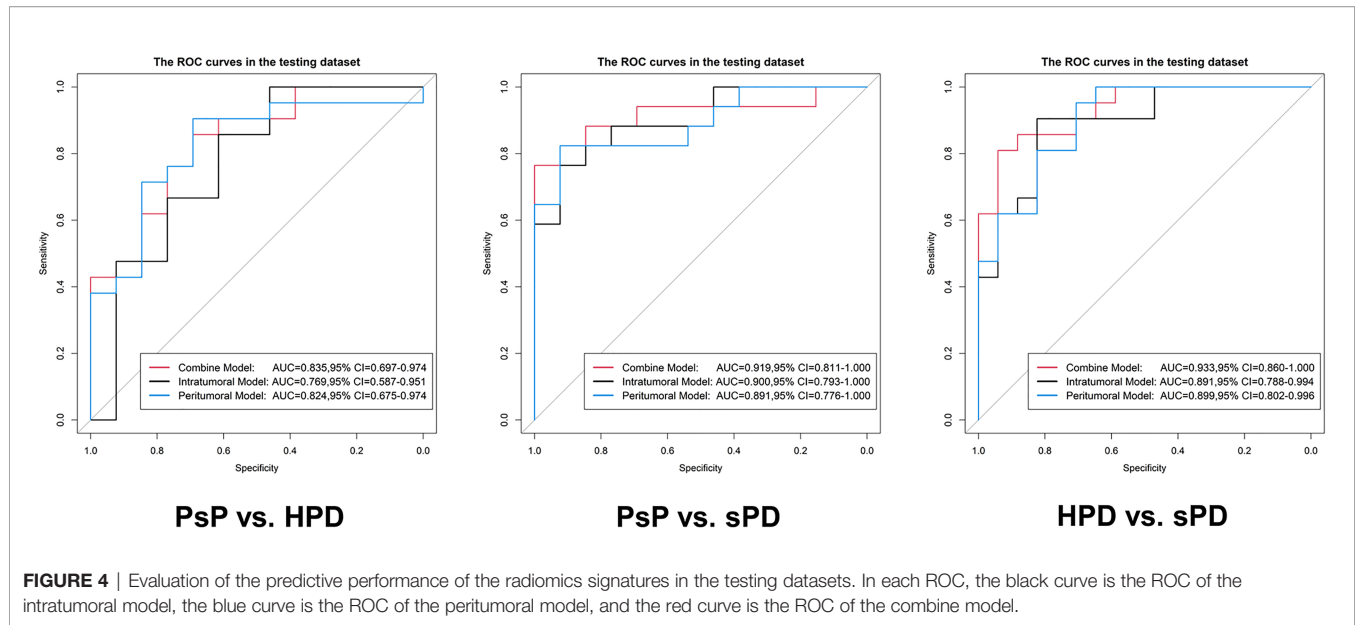 The ROC curves in the testing dataset
Sensitivity
1.0
0.8
0.6
0.4
0.2
0.0
Combine Model: AUC=0.835,95% CI=0.697-0.974
Intratumoral Model: AUC=0.769,95% CI=0.587-0.951
Peritumoral Model: AUC=0.824,95% CI=0.675-0.974
1.0 0.8 0.6 0.4 0.2 0.0
Specificity
PsP vs. HPD
The ROC curves in the testing dataset
Sensitivity
1.0
0.8
0.6
0.4
0.2
0.0
Combine Model: AUC=0.919,95% CI=0.811-1.000
Intratumoral Model: AUC=0.900,95% CI=0.793-1.000
Peritumoral Model: AUC=0.891,95% CI=0.776-1.000
1.0 0.8 0.6 0.4 0.2 0.0
Specificity
PsP vs. sPD
The ROC curves in the testing dataset
Sensitivity
1.0
0.8
0.6
0.4
0.2
0.0
Combine Model: AUC=0.933,95% CI=0.860-1.000
Intratumoral Model: AUC=0.891,95% CI=0.788-0.994
Peritumoral Model: AUC=0.899,95% CI=0.802-0.996
1.0 0.8 0.6 0.4 0.2 0.0
Specificity
HPD vs. sPD
FIGURE 4 | Evaluation of the predictive performance of the radiomics signatures in the testing datasets. In each ROC, the black curve is the ROC of the
intratumoral model, the blue curve is the ROC of the peritumoral model, and the red curve is the ROC of the combine model.